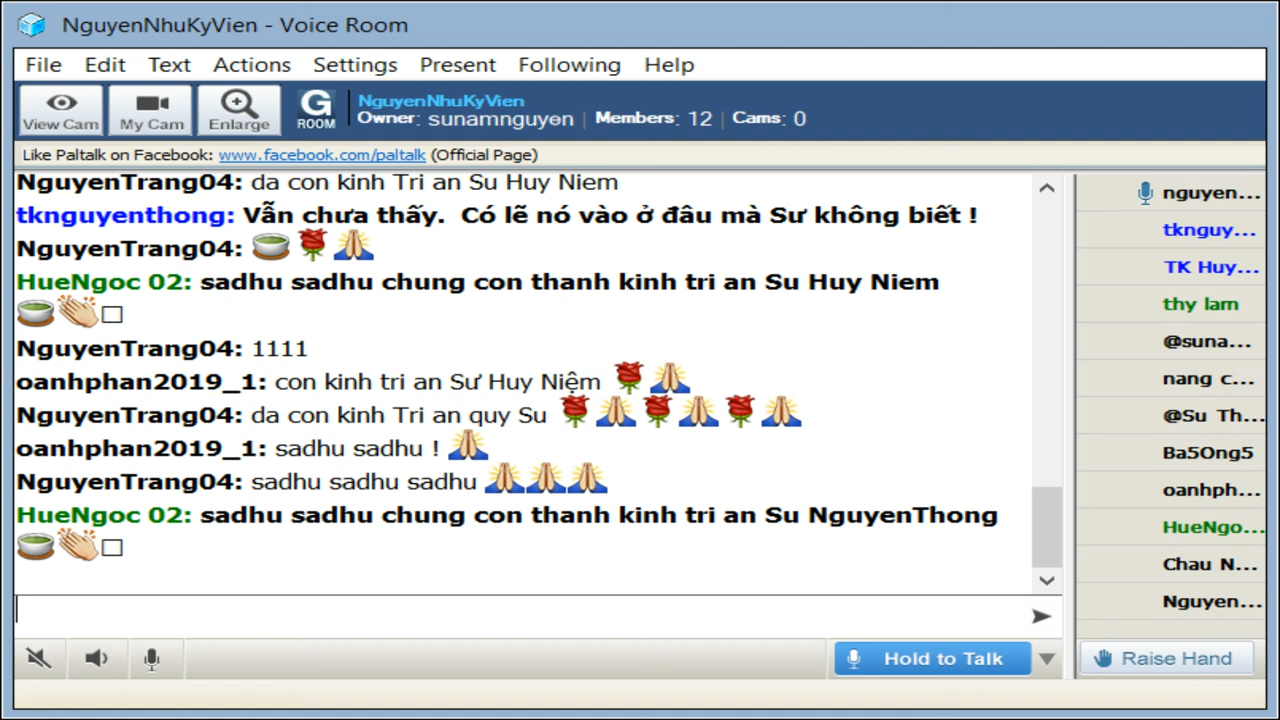 NguyenNhuKyVien - Voice Room
File Edit Text Actions Settings Present Following Help
View Cam My Cam Enlarge G ROOM
NguyenNhuKyVien
Owner: sunamnguyen | Members: 12 | Cams: 0
Like Paltalk on Facebook: www.facebook.com/paltalk (Official Page)
NguyenTrang04: da con kinh Tri an Su Huy Niem
tknguyenthong: Vẫn chưa thấy. Có lẽ nó vào ở đâu mà Sư không biết !
NguyenTrang04: 🍵🌹🙏
HueNgoc 02: sadhu sadhu chung con thanh kinh tri an Su Huy Niem
🍵👏□
NguyenTrang04: 1111
oanhphan2019_1: con kinh tri an Sư Huy Niệm 🌹🙏
NguyenTrang04: da con kinh Tri an quy Su 🌹🙏🌹🙏🌹🙏
oanhphan2019_1: sadhu sadhu ! 🙏
NguyenTrang04: sadhu sadhu sadhu 🙏🙏🙏
HueNgoc 02: sadhu sadhu chung con thanh kinh tri an Su NguyenThong
🍵👏□
nguyen...
tknguy...
TK Huy...
thy lam
@suna...
nang c...
@Su Th...
Ba5Ong5
oanhph...
HueNgo...
Chau N...
Nguyen...
Hold to Talk
Raise Hand